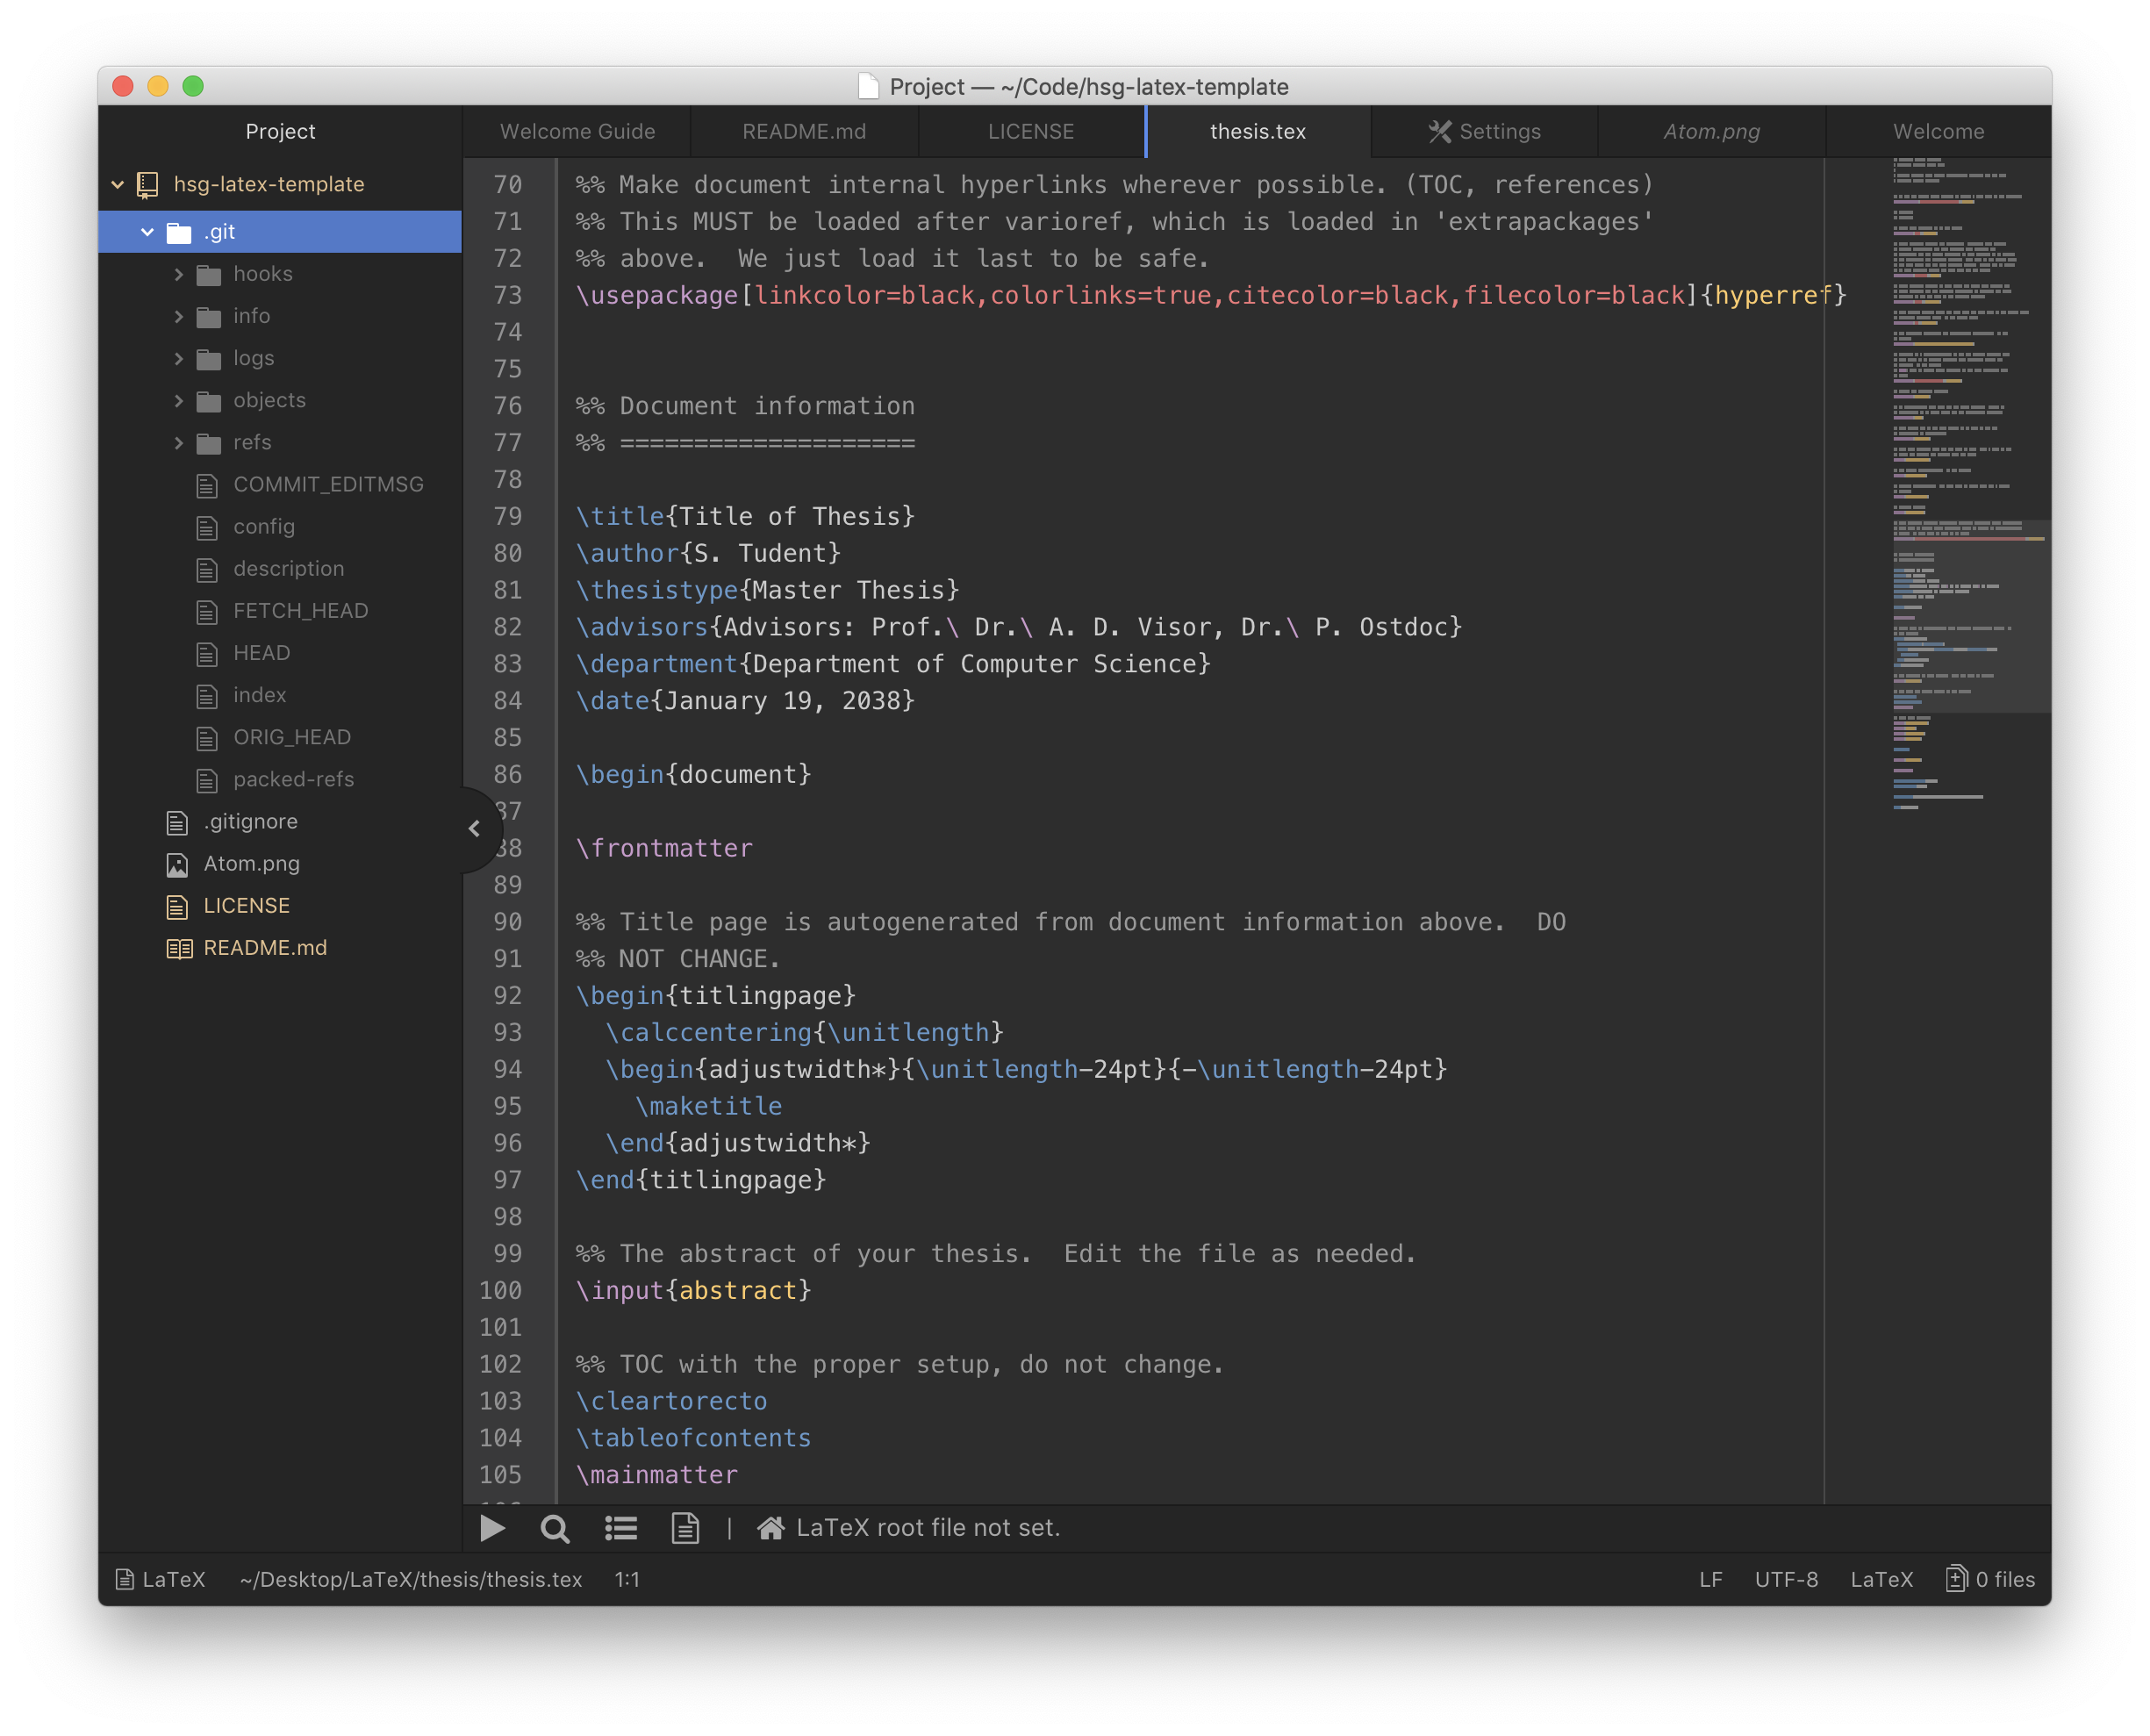 Project — ~/Code/hsg-latex-template
Project
Welcome Guide
README.md
LICENSE
thesis.tex
Settings
Atom.png
Welcome
hsg-latex-template
.git
hooks
info
logs
objects
refs
COMMIT_EDITMSG
config
description
FETCH_HEAD
HEAD
index
ORIG_HEAD
packed-refs
.gitignore
Atom.png
LICENSE
README.md
70 %% Make document internal hyperlinks wherever possible. (TOC, references)
71 %% This MUST be loaded after varioref, which is loaded in 'extrapackages'
72 %% above.  We just load it last to be safe.
73 \usepackage[linkcolor=black,colorlinks=true,citecolor=black,filecolor=black]{hyperref}
74
75
76 %% Document information
77 %% ====================
78
79 \title{Title of Thesis}
80 \author{S. Tudent}
81 \thesistype{Master Thesis}
82 \advisors{Advisors: Prof.\ Dr.\ A. D. Visor, Dr.\ P. Ostdoc}
83 \department{Department of Computer Science}
84 \date{January 19, 2038}
85
86 \begin{document}
87
88 \frontmatter
89
90 %% Title page is autogenerated from document information above.  DO
91 %% NOT CHANGE.
92 \begin{titlingpage}
93   \calccentering{\unitlength}
94   \begin{adjustwidth*}{\unitlength-24pt}{-\unitlength-24pt}
95     \maketitle
96   \end{adjustwidth*}
97 \end{titlingpage}
98
99 %% The abstract of your thesis.  Edit the file as needed.
100 \input{abstract}
101
102 %% TOC with the proper setup, do not change.
103 \cleartorecto
104 \tableofcontents
105 \mainmatter
| LaTeX root file not set.
LaTeX ~/Desktop/LaTeX/thesis/thesis.tex 1:1 LF UTF-8 LaTeX 0 files